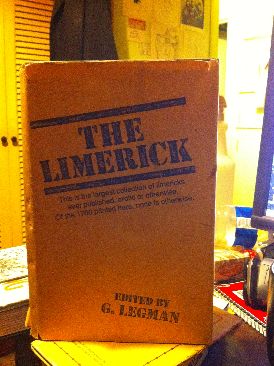 THE
LIMERICK
This is the largest collection of limericks
ever published, erotic or otherwise.
Of the 1700 printed here, none is otherwise.
EDITED BY
G. LEGMAN